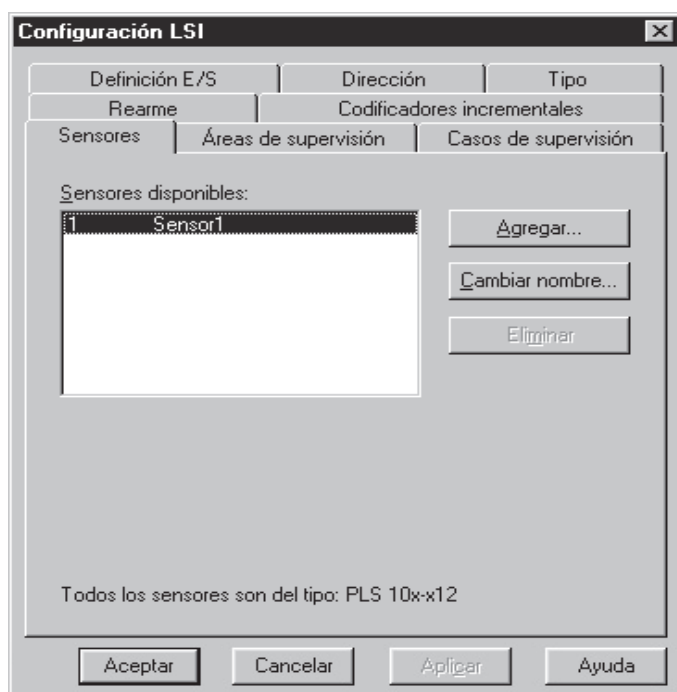 Configuración LSI
Definición E/S Dirección Tipo
Rearme Codificadores incrementales
Sensores Áreas de supervisión Casos de supervisión
Sensores disponibles:
1 Sensor1
Agregar...
Cambiar nombre...
Eliminar
Todos los sensores son del tipo: PLS 10x-x12
Aceptar Cancelar Aplicar Ayuda